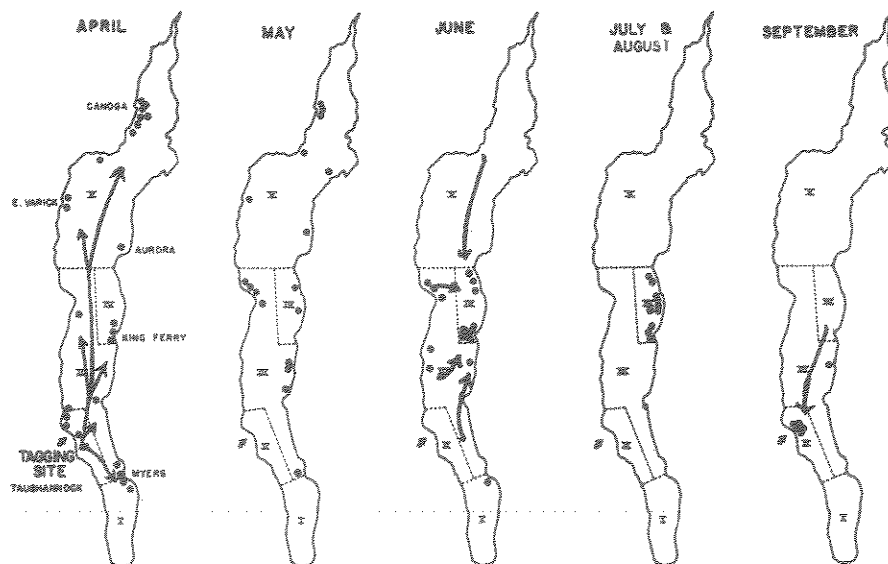 APRIL
MAY
JUNE
JULY &
AUGUST
SEPTEMBER
CANOGA
E. VARICK
AURORA
KING FERRY
TAGGING
SITE
TAUGHANNOCK
MYERS
V
V
V
V
V
I
I
I
I
I